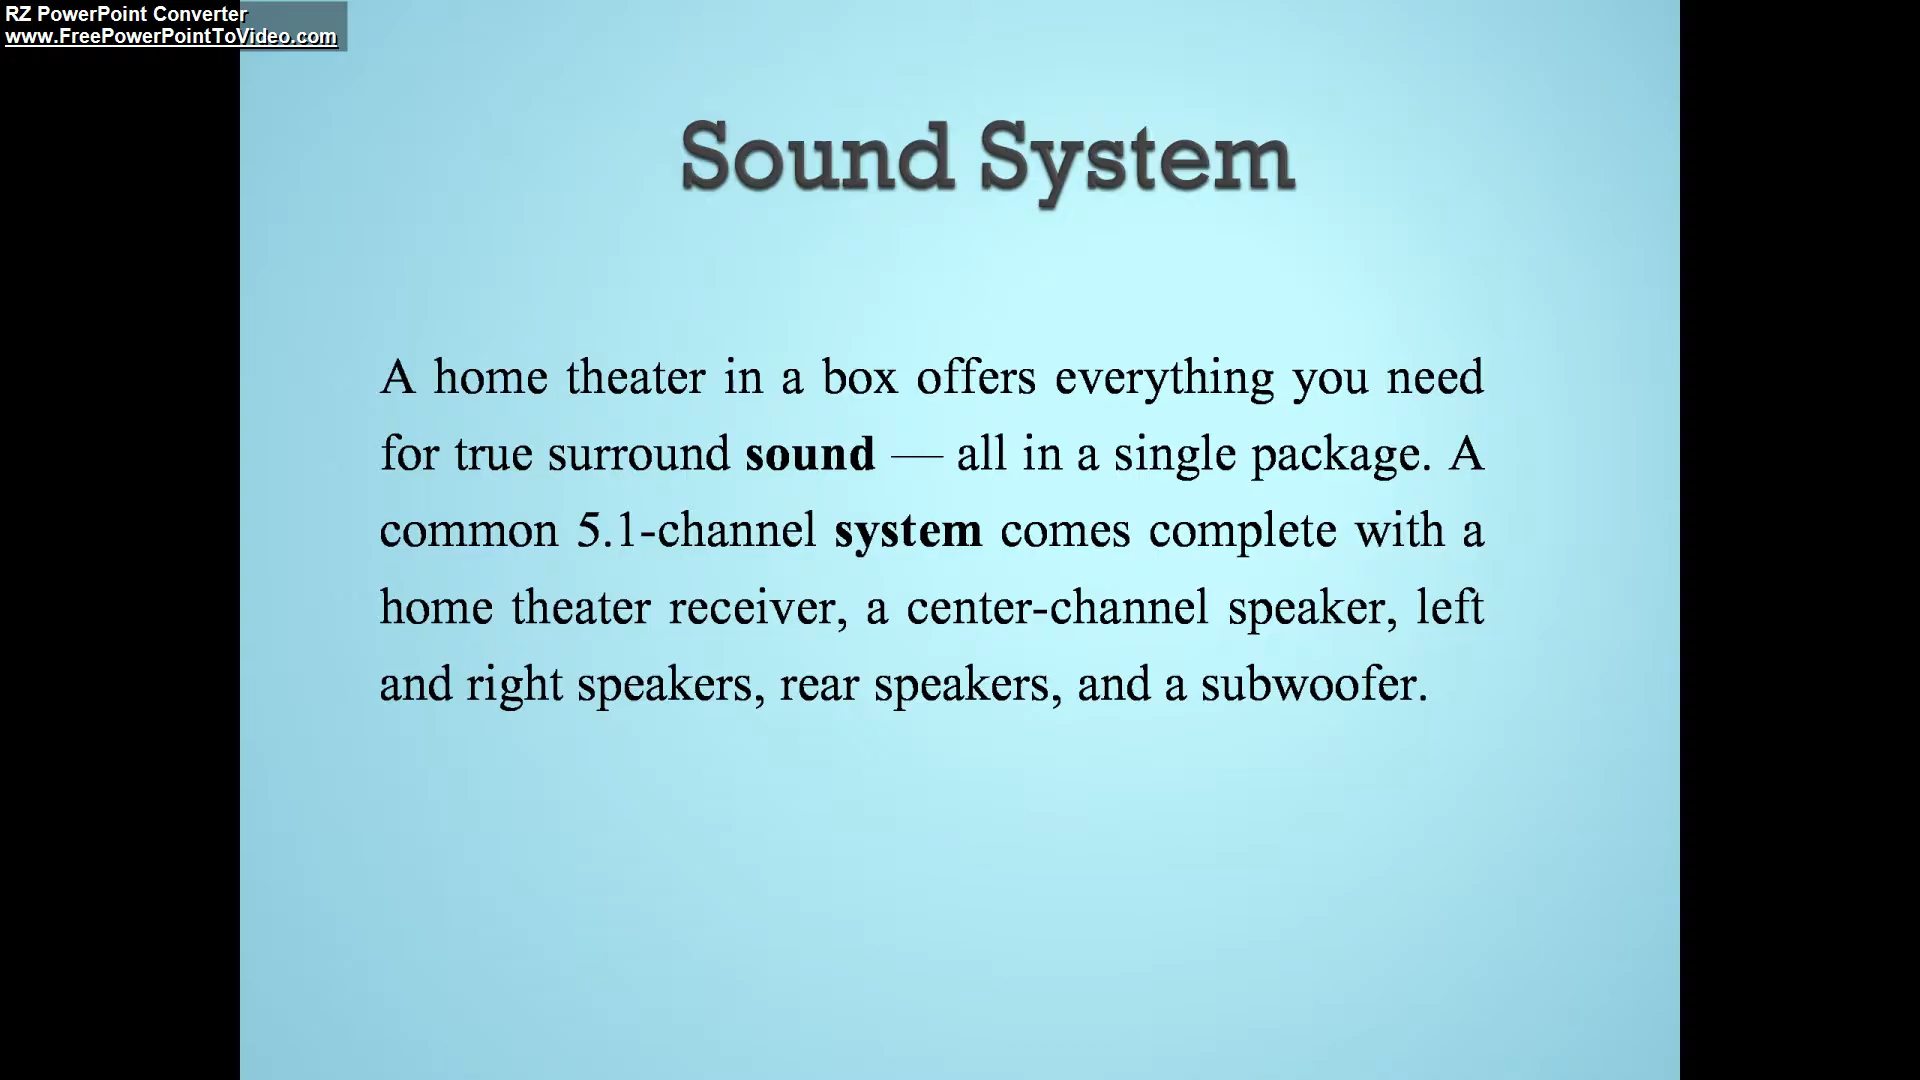 RZ PowerPoint Converter
www.FreePowerPointToVideo.com
Sound System
A home theater in a box offers everything you need
for true surround sound — all in a single package. A
common 5.1-channel system comes complete with a
home theater receiver, a center-channel speaker, left
and right speakers, rear speakers, and a subwoofer.